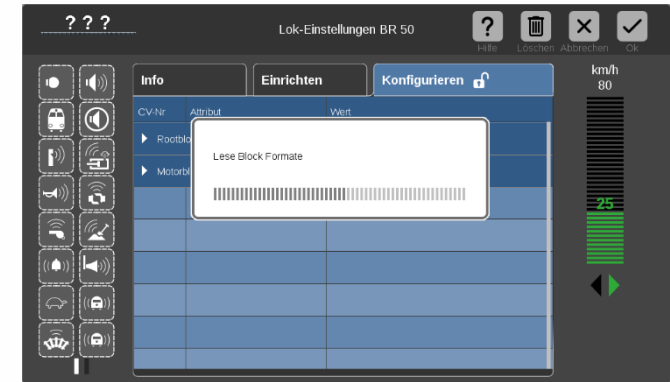 ? ? ?
Lok-Einstellungen BR 50
?
Hilfe
Löschen
Abbrechen
Ok
Info
Einrichten
Konfigurieren
km/h
80
CV-Nr
Attribut
Wert
Rootblo
Motorbl
Lese Block Formate
25